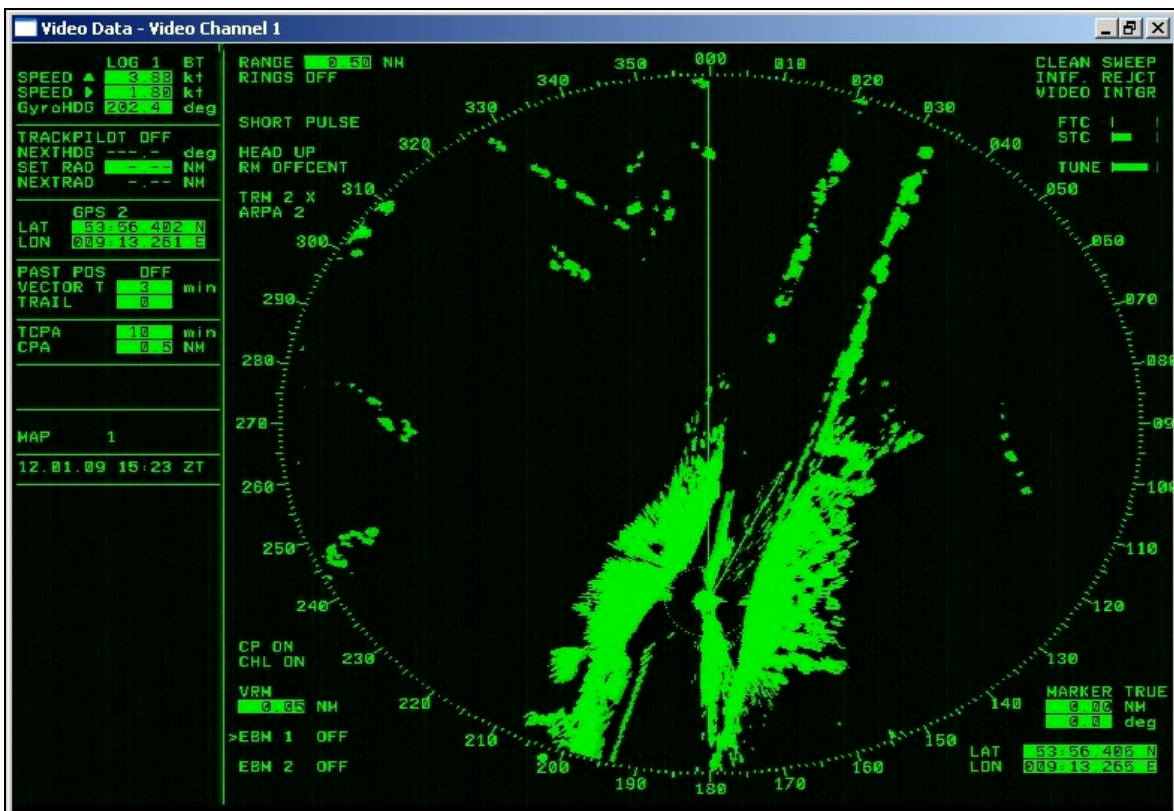 Video Data - Video Channel 1
LOG 1 BT
SPEED 3.88 kt
SPEED 1.80 kt
GyroHDG 202.4 deg
TRACKPILOT OFF
NEXTHDG ---.- deg
SET RAD -.-- NM
NEXTRAD -.-- NM
GPS 2
LAT 53:56.402 N
LON 009:13.261 E
PAST POS OFF
VECTOR T 3 min
TRAIL 0
TCPA 10 min
CPA 0.5 NM
MAP 1
12.01.09 15:23 ZT
RANGE 0.50 NM
RINGS OFF
SHORT PULSE
HEAD UP
RM OFFCENT
TRM 2 X
ARPA 2
CLEAN SWEEP
INTF. REJCT
VIDEO INTGR
FTC
STC
TUNE
000
010
020
030
040
050
060
070
080
090
100
110
120
130
140
150
160
170
180
190
200
210
220
230
240
250
260
270
280
290
300
310
320
330
340
350
CP ON
CHL ON
VRM
0.05 NM
>EBM 1 OFF
EBM 2 OFF
MARKER TRUE
0.00 NM
0.0 deg
LAT 53:56.406 N
LON 009:13.265 E